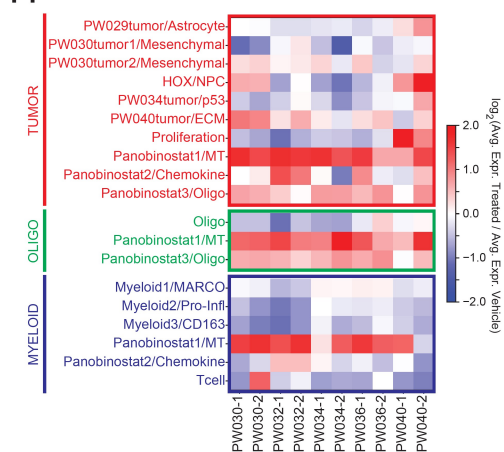 TUMOR
PW029tumor/Astrocyte
PW030tumor1/Mesenchymal
PW030tumor2/Mesenchymal
HOX/NPC
PW034tumor/p53
PW040tumor/ECM
Proliferation
Panobinostat1/MT
Panobinostat2/Chemokine
Panobinostat3/Oligo
OLIGO
Oligo
Panobinostat1/MT
Panobinostat3/Oligo
MYELOID
Myeloid1/MARCO
Myeloid2/Pro-Infl
Myeloid3/CD163
Panobinostat1/MT
Panobinostat2/Chemokine
Tcell
PW030-1
PW030-2
PW032-1
PW032-2
PW034-1
PW034-2
PW036-1
PW036-2
PW040-1
PW040-2
2.0
1.0
0.0
−1.0
−2.0
log2(Avg. Expr. Treated / Avg. Expr. Vehicle)